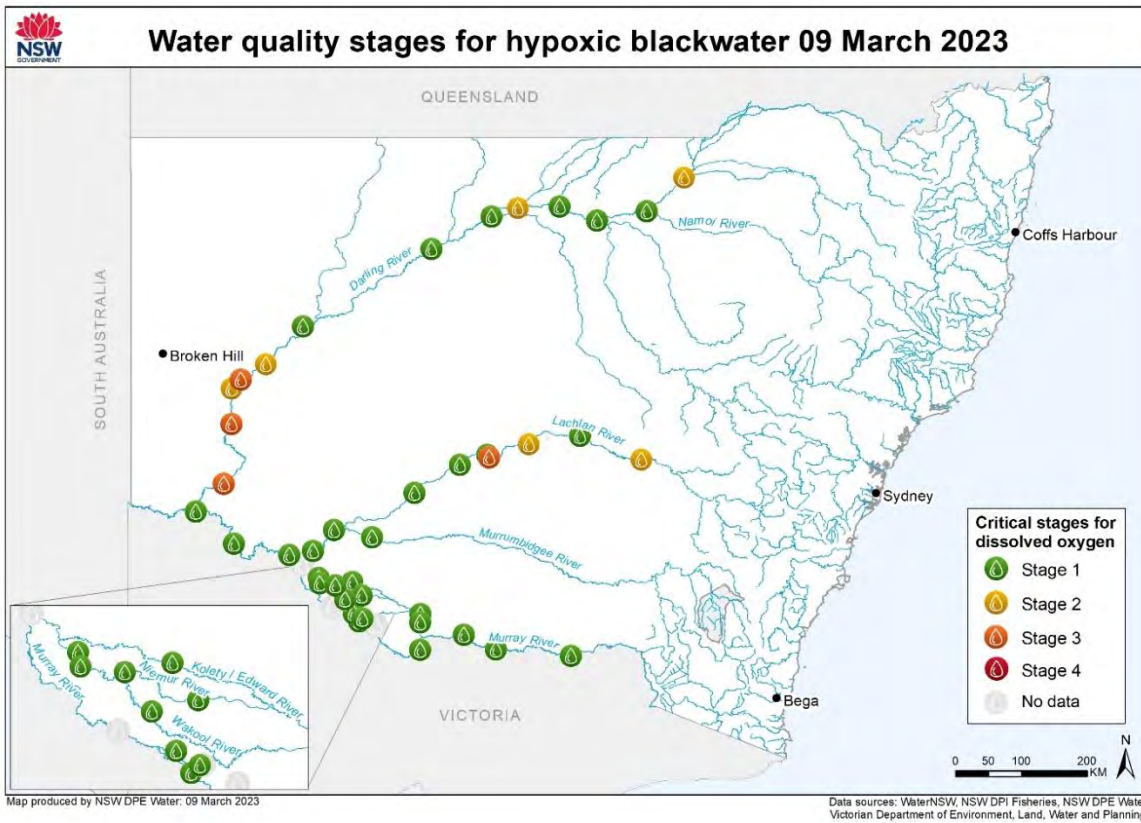 NSW
GOVERNMENT
Water quality stages for hypoxic blackwater 09 March 2023
QUEENSLAND
SOUTH AUSTRALIA
Namoi River
Coffs Harbour
Darling River
Broken Hill
Lachlan River
Sydney
Murrumbidgee River
Murray River
Bega
VICTORIA
Murray River
Kolety / Edward River
Niemur River
Wakool River
Critical stages for
dissolved oxygen
Stage 1
Stage 2
Stage 3
Stage 4
No data
N
0 50 100 200
KM
Map produced by NSW DPE Water: 09 March 2023
Data sources: WaterNSW, NSW DPI Fisheries, NSW DPE Wate
Victorian Department of Environment, Land, Water and Planning